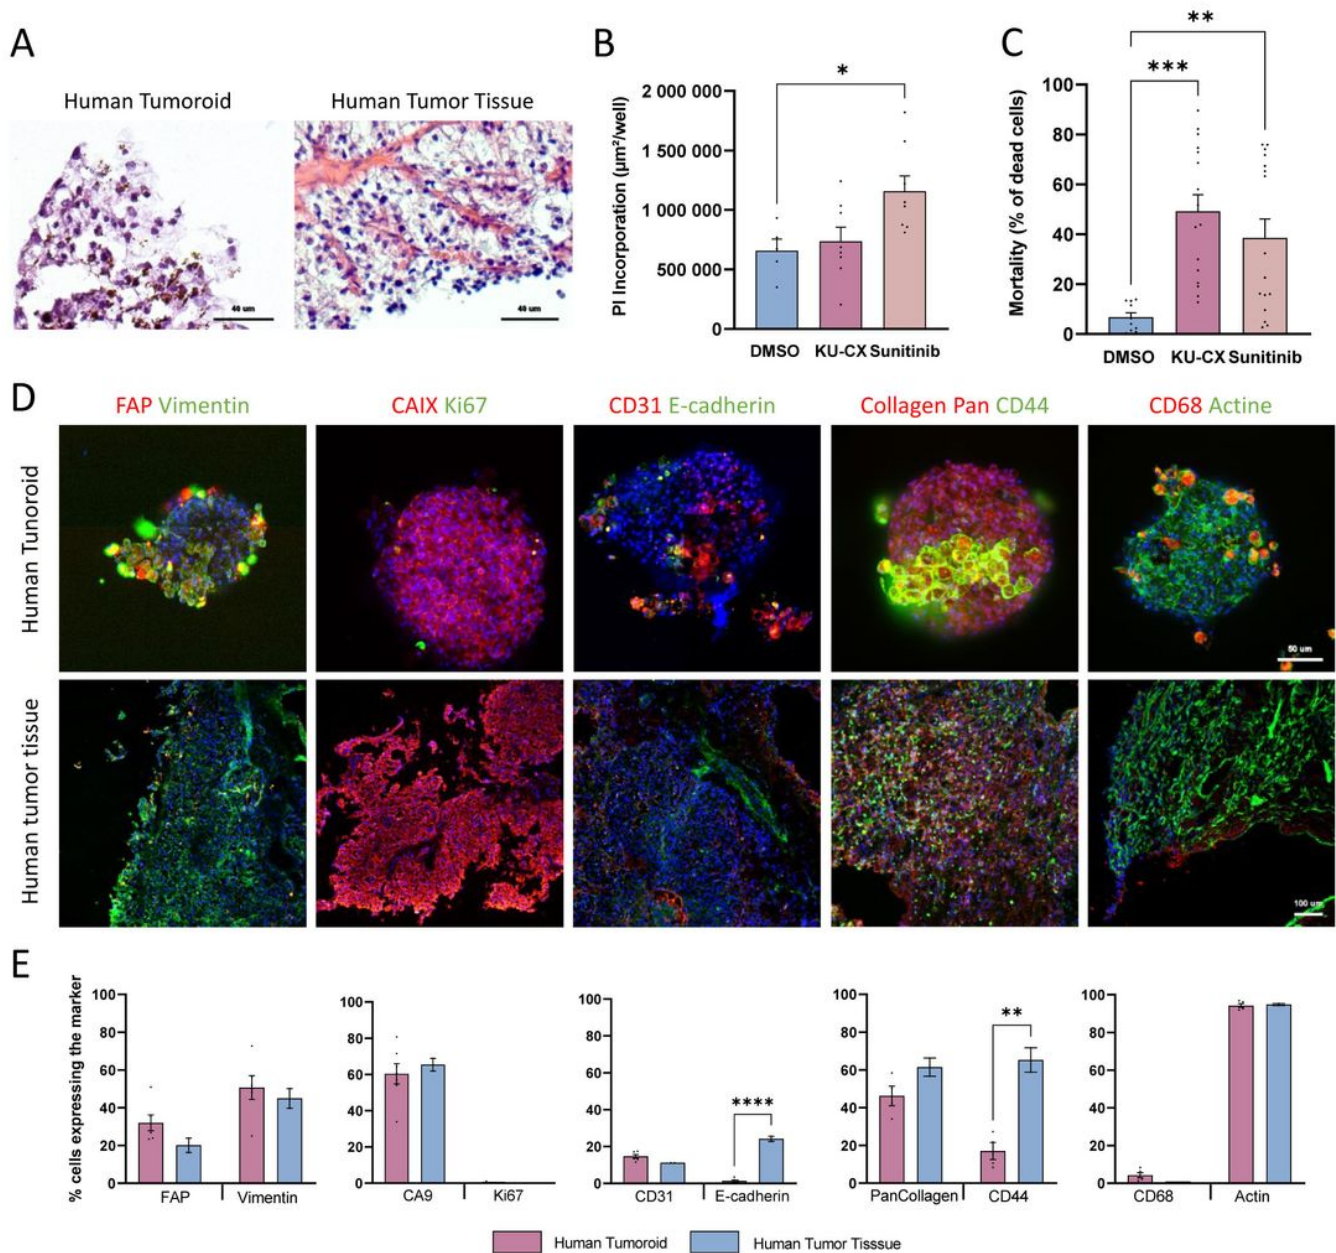 A
Human Tumoroid
Human Tumor Tissue
40 um
40 um
B
PI Incorporation (µm²/well)
2 000 000
1 500 000
1 000 000
500 000
0
*
DMSO KU-CX Sunitinib
C
Mortality (% of dead cells)
100
80
60
40
20
0
**
***
DMSO KU-CX Sunitinib
D
FAP Vimentin
CAIX Ki67
CD31 E-cadherin
Collagen Pan CD44
CD68 Actine
Human Tunoroid
50 um
Human tumor tissue
100 um
E
% cells expressing the marker
100
80
60
40
20
0
FAP Vimentin
100
80
60
40
20
0
CA9 Ki67
100
80
60
40
20
0
****
CD31 E-cadherin
100
80
60
40
20
0
**
PanCollagen CD44
100
80
60
40
20
0
CD68 Actin
Human Tumoroid Human Tumor Tisssue